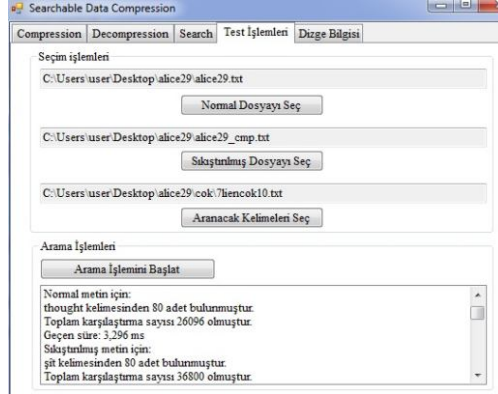 Searchable Data Compression
Compression Decompression Search Test İşlemleri Dizge Bilgisi
Seçim işlemleri
C:\Users\user\Desktop\alice29\alice29.txt
Normal Dosyayı Seç
C:\Users\user\Desktop\alice29\alice29_cmp.txt
Sıkıştırılmış Dosyayı Seç
C:\Users\user\Desktop\alice29\cok\7liencok10.txt
Aranacak Kelimeleri Seç
Arama İşlemleri
Arama İşlemini Başlat
Normal metin için:
thought kelimesinden 80 adet bulunmuştur.
Toplam karşılaştırma sayısı 26096 olmuştur.
Geçen süre: 3,296 ms
Sıkıştırılmış metin için:
şit kelimesinden 80 adet bulunmuştur.
Toplam karşılaştırma sayısı 36800 olmuştur.